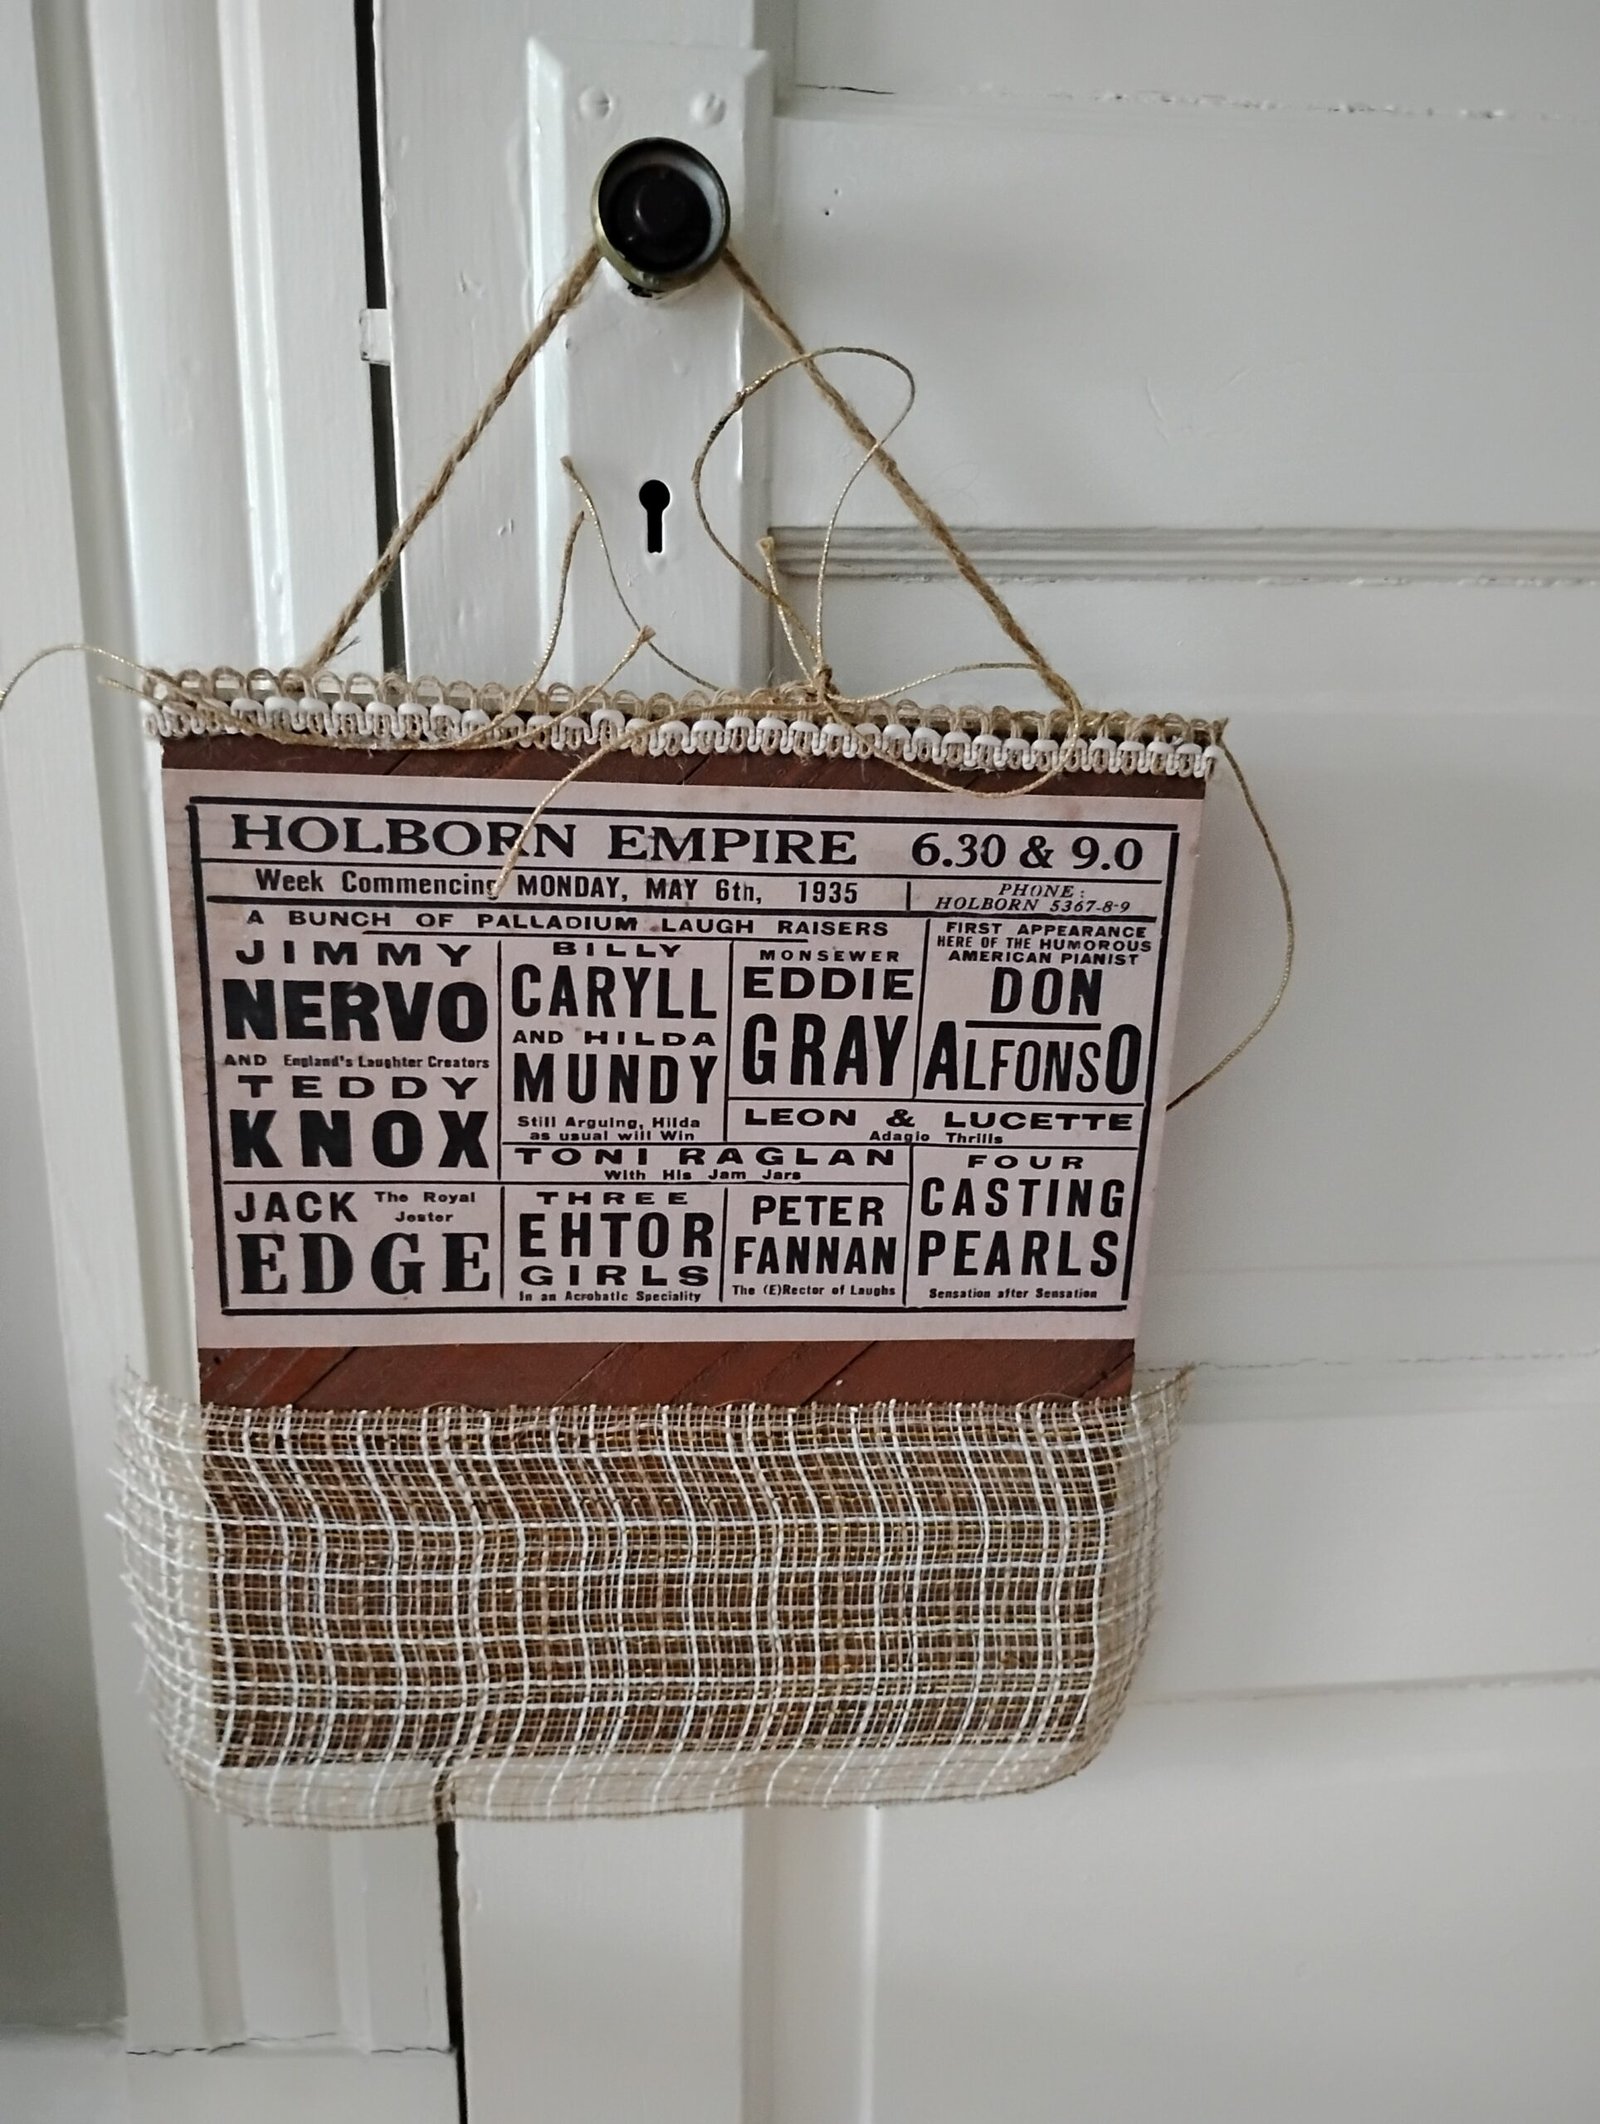 HOLBORN EMPIRE 6.30 & 9.0
Week Commencing MONDAY, MAY 6th, 1935
PHONE:
HOLBORN 5367-8-9
A BUNCH OF PALLADIUM LAUGH RAISERS
JIMMY
NERVO
AND England's Laughter Creators
TEDDY
KNOX
BILLY
CARYLL
AND HILDA
MUNDY
Still Arguing, Hilda
as usual will Win
MONSEWER
EDDIE
GRAY
FIRST APPEARANCE
HERE OF THE HUMOROUS
AMERICAN PIANIST
DON
ALFONSO
LEON & LUCETTE
Adagio Thrills
TONI RAGLAN
With His Jam Jars
JACK The Royal
Jester
EDGE
THREE
EHTOR
GIRLS
In an Acrobatic Speciality
PETER
FANNAN
The (E)Rector of Laughs
FOUR
CASTING
PEARLS
Sensation after Sensation